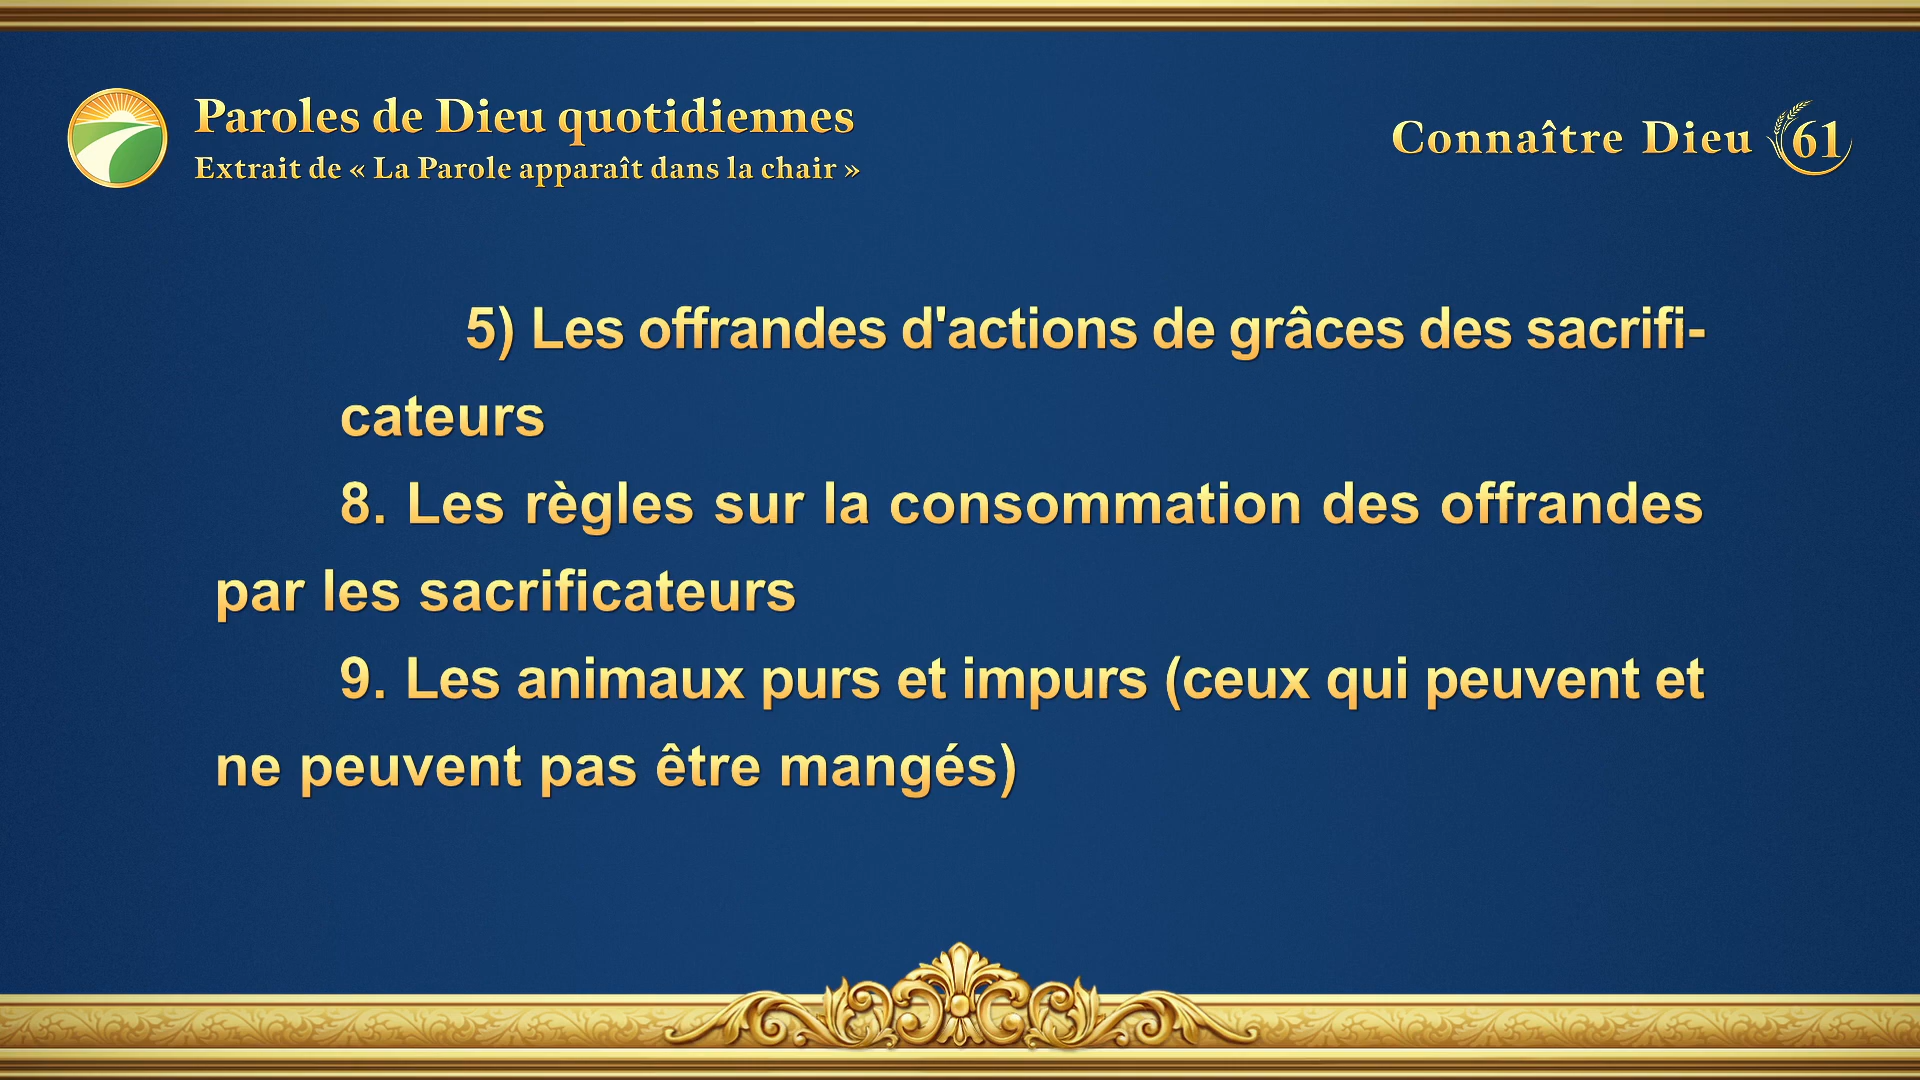 Paroles de Dieu quotidiennes
Extrait de « La Parole apparaît dans la chair »
Connaître Dieu 61
5) Les offrandes d'actions de grâces des sacrifi-
cateurs
8. Les règles sur la consommation des offrandes
par les sacrificateurs
9. Les animaux purs et impurs (ceux qui peuvent et
ne peuvent pas être mangés)